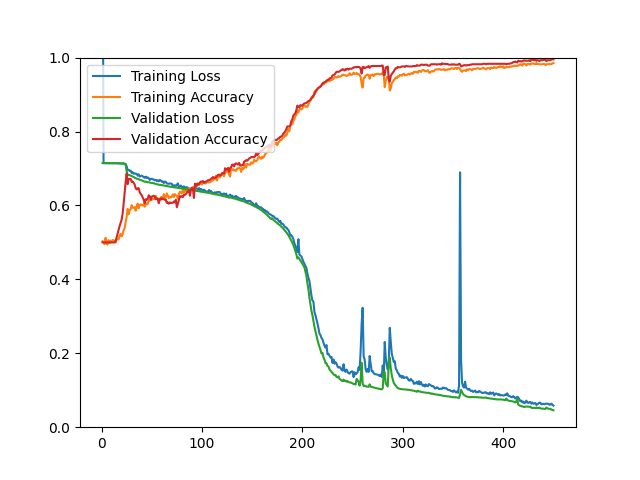 1.0
0.8
0.6
0.4
0.2
0.0
Training Loss
Training Accuracy
Validation Loss
Validation Accuracy
0 100 200 300 400